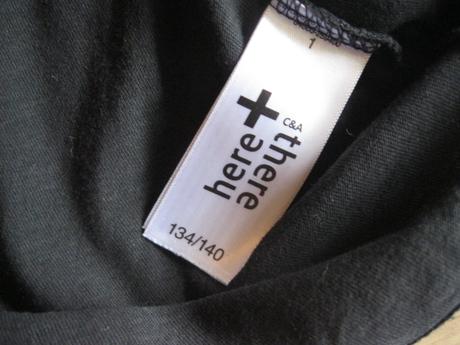 1
+
C&A
here
there
134/140